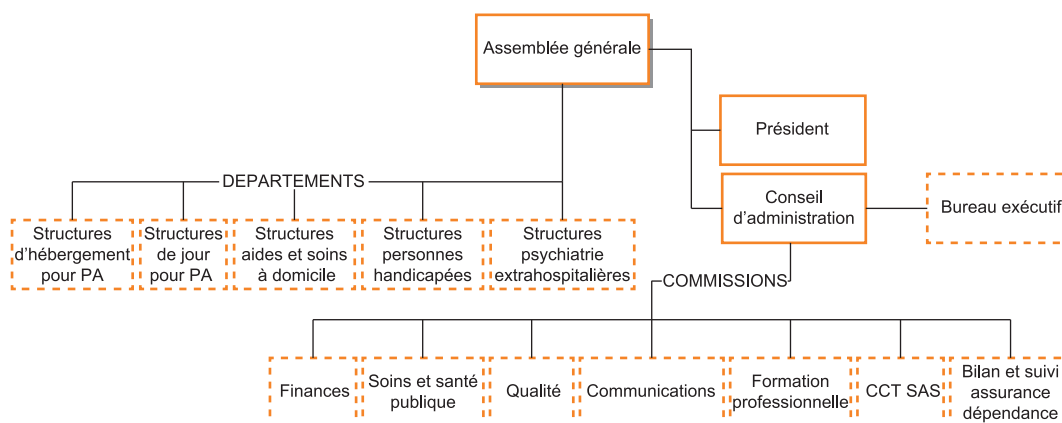 Assemblée générale
Président
DEPARTEMENTS
Conseil
d'administration
Bureau exécutif
Structures
d'hébergement
pour PA
Structures
de jour
pour PA
Structures
aides et soins
à domicile
Structures
personnes
handicapées
Structures
psychiatrie
extrahospitalières
COMMISSIONS
Finances
Soins et santé
publique
Qualité
Communications
Formation
professionnelle
CCT SAS
Bilan et suivi
assurance
dépendance